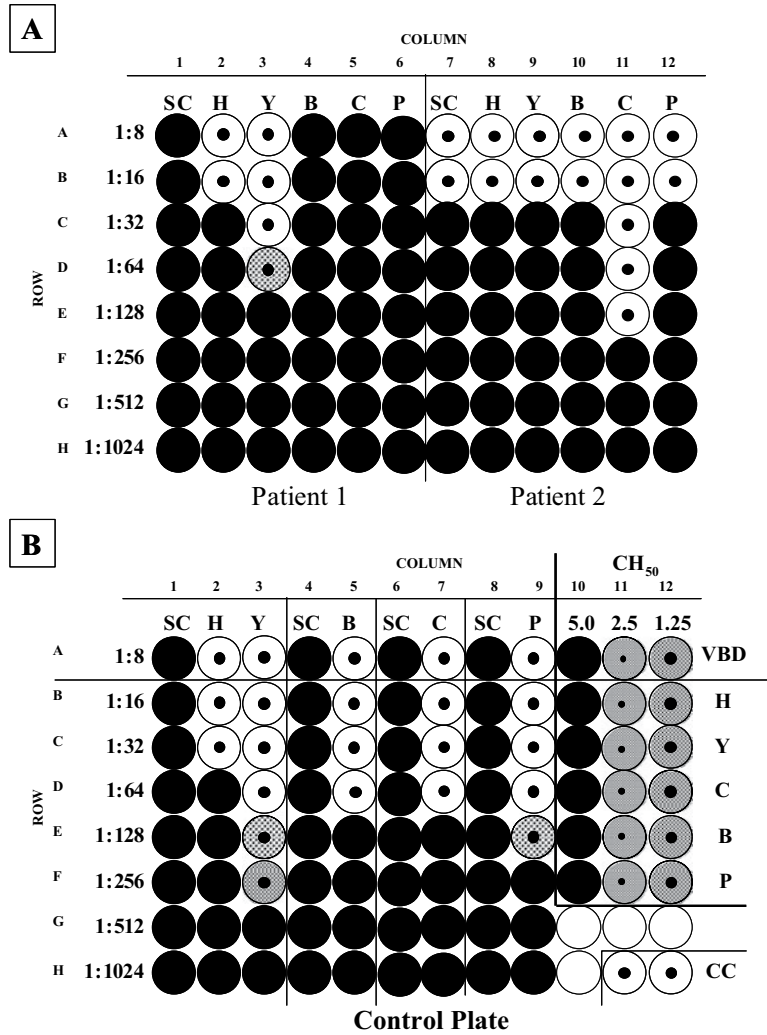 A
COLUMN
1 2 3 4 5 6 7 8 9 10 11 12
SC H Y B C P SC H Y B C P
A 1:8
B 1:16
C 1:32
D 1:64
ROW
E 1:128
F 1:256
G 1:512
H 1:1024
Patient 1 Patient 2
B
COLUMN CH50
1 2 3 4 5 6 7 8 9 10 11 12
SC H Y SC B SC C SC P 5.0 2.5 1.25
A 1:8 VBD
B 1:16 H
C 1:32 Y
D 1:64 C
ROW
E 1:128 B
F 1:256 P
G 1:512
H 1:1024 CC
Control Plate